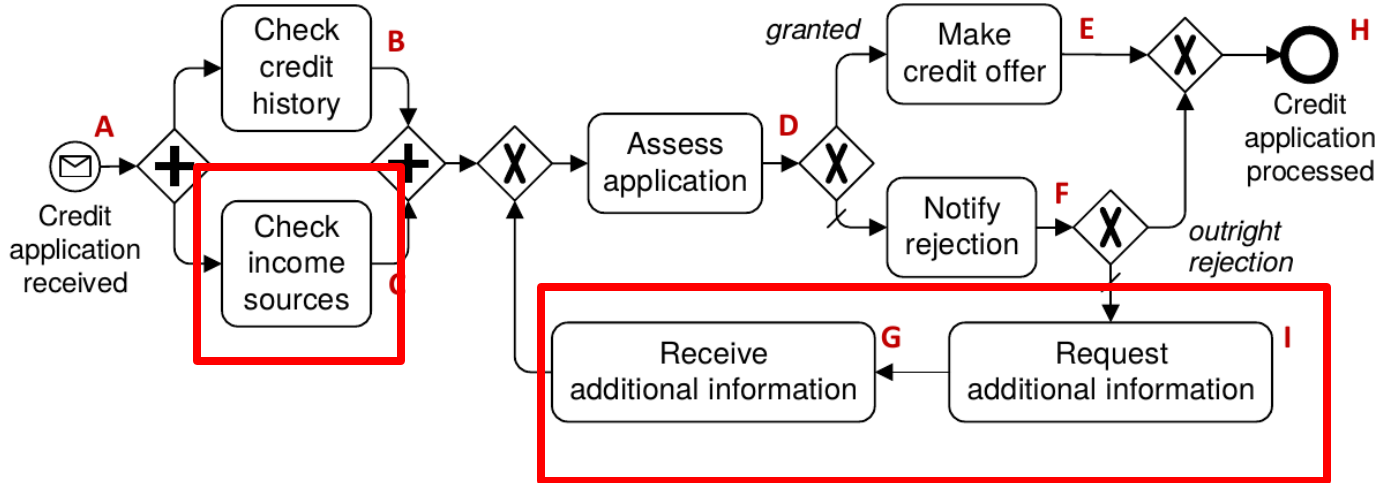 A
Credit
application
received
Check
credit
history
B
Check
income
sources
C
Assess
application
D
granted
Make
credit offer
E
Notify
rejection
F
outright
rejection
H
Credit
application
processed
Receive
additional information
G
Request
additional information
I